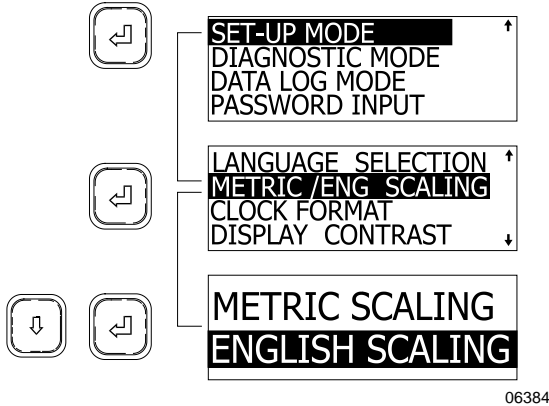 SET-UP MODE
DIAGNOSTIC MODE
DATA LOG MODE
PASSWORD INPUT
LANGUAGE SELECTION
METRIC /ENG SCALING
CLOCK FORMAT
DISPLAY CONTRAST
METRIC SCALING
ENGLISH SCALING
06384